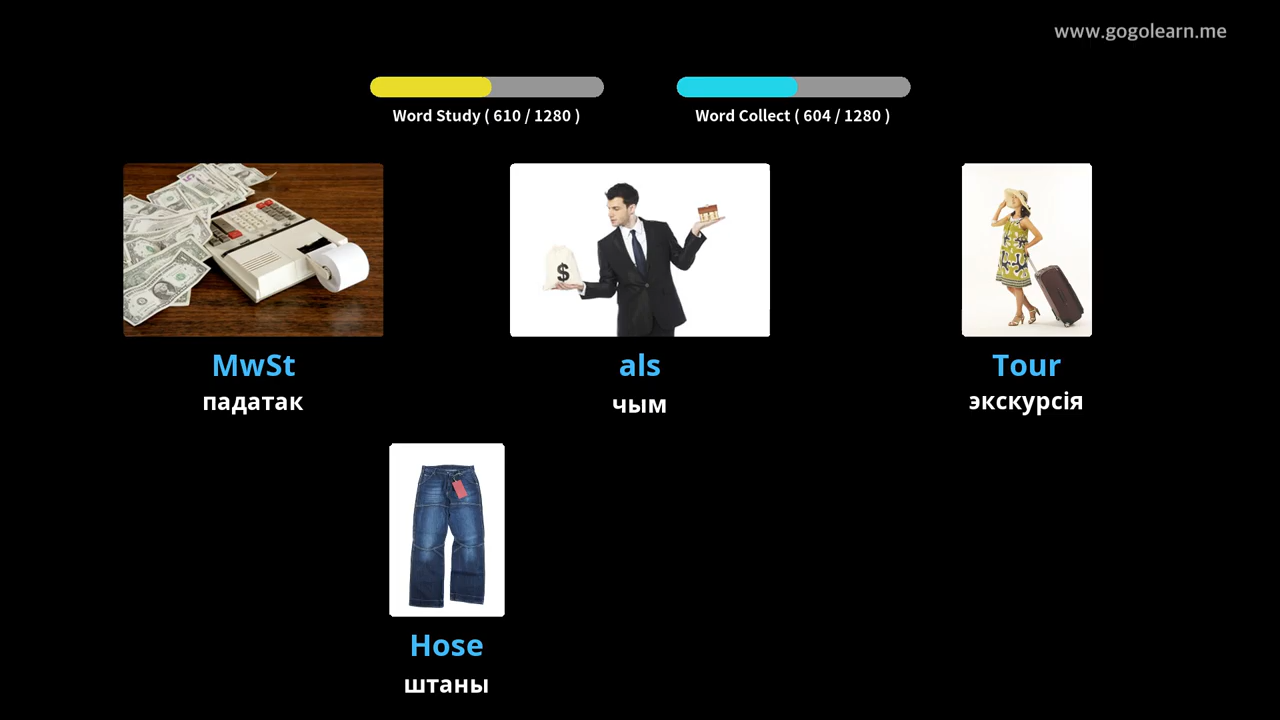 www.gogolearn.me
Word Study ( 610 / 1280 )
Word Collect ( 604 / 1280 )
MwSt
падатак
als
чым
Tour
экскурсія
Hose
штаны